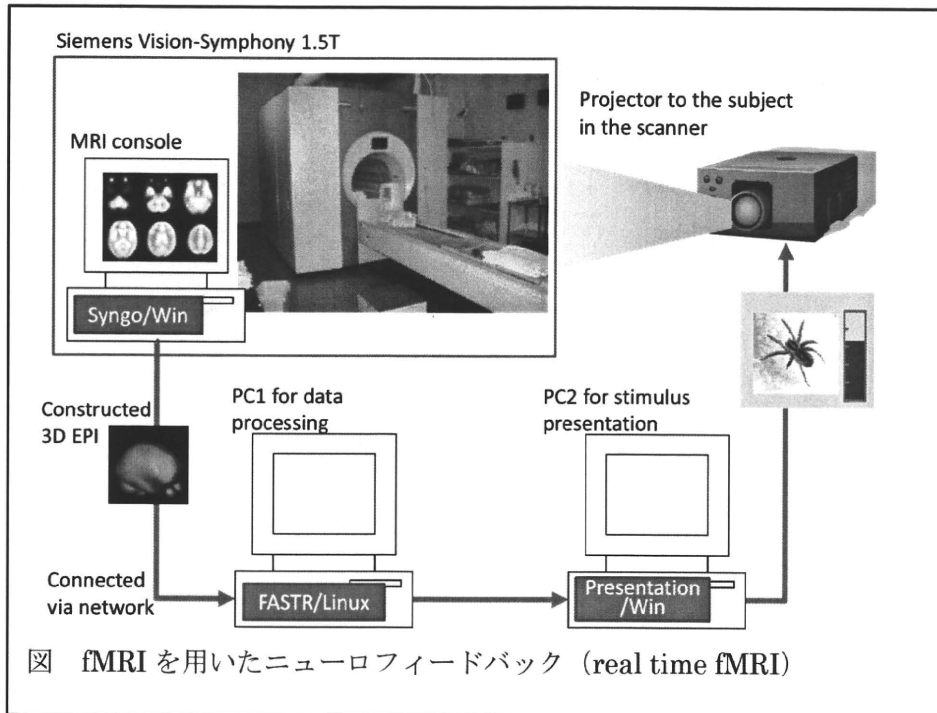 Siemens Vision-Symphony 1.5T
MRI console
Syngo/Win
Projector to the subject
in the scanner
Constructed
3D EPI
PC1 for data
processing
PC2 for stimulus
presentation
Connected
via network
FASTR/Linux
Presentation
/Win
図 fMRI を用いたニューロフィードバック（real time fMRI）